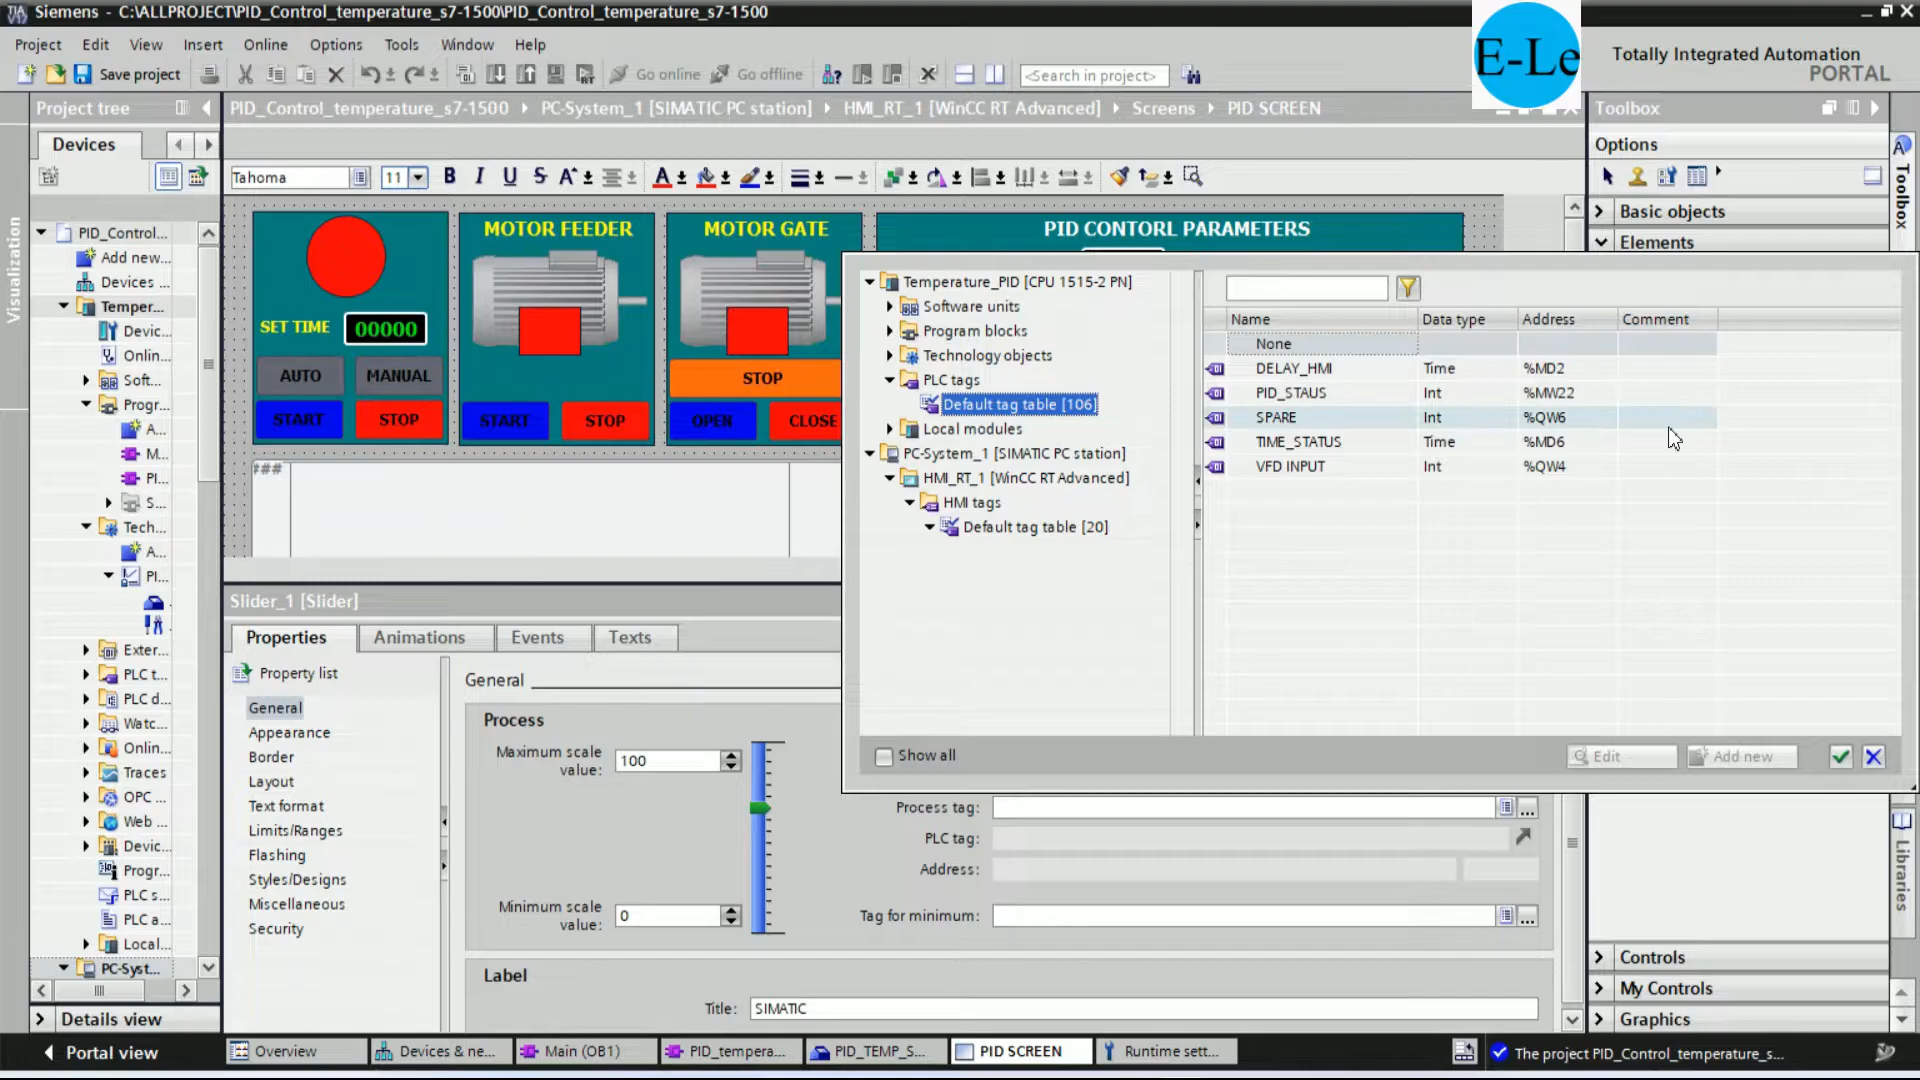 Siemens - C:\ALLPROJECT\PID_Control_temperature_s7-1500\PID_Control_temperature_s7-1500
Project Edit View Insert Online Options Tools Window Help
Save project
Go online
Go offline
<Search in project>
E-Le
Totally Integrated Automation
PORTAL
Project tree
PID_Control_temperature_s7-1500 PC-System_1 [SIMATIC PC station] HMI_RT_1 [WinCC RT Advanced] Screens PID SCREEN
Toolbox
Devices
Options
Tahoma
11
B I U S A
Basic objects
Elements
Toolbox
Visualization
PID_Control...
Add new...
Devices ...
Temper...
Devic...
Onlin...
Soft...
Progr...
A...
M...
PI...
S...
Tech...
A...
PI...
Exter...
PLC t...
PLC d...
Watc...
Onlin...
Traces
OPC ...
Web ...
Devic...
Progr...
PLC s...
PLC a...
Local...
PC-Syst...
Details view
SET TIME
00000
AUTO MANUAL
START STOP
MOTOR FEEDER
START STOP
MOTOR GATE
STOP
OPEN CLOSE
PID CONTORL PARAMETERS
###
Temperature_PID [CPU 1515-2 PN]
Software units
Program blocks
Technology objects
PLC tags
Default tag table [106]
Local modules
PC-System_1 [SIMATIC PC station]
HMI_RT_1 [WinCC RT Advanced]
HMI tags
Default tag table [20]
Name Data type Address Comment
None
DELAY_HMI Time %MD2
PID_STAUS Int %MW22
SPARE Int %QW6
TIME_STATUS Time %MD6
VFD INPUT Int %QW4
Show all
Edit
Add new
Slider_1 [Slider]
Properties Animations Events Texts
Property list
General
Appearance
Border
Layout
Text format
Limits/Ranges
Flashing
Styles/Designs
Miscellaneous
Security
General
Process
Maximum scale
value:
100
Minimum scale
value:
0
Process tag:
PLC tag:
Address:
Tag for minimum:
Label
Title:
SIMATIC
Libraries
Controls
My Controls
Graphics
Portal view
Overview
Devices & ne...
Main (OB1)
PID_tempera...
PID_TEMP_S...
PID SCREEN
Runtime sett...
The project PID_Control_temperature_s...